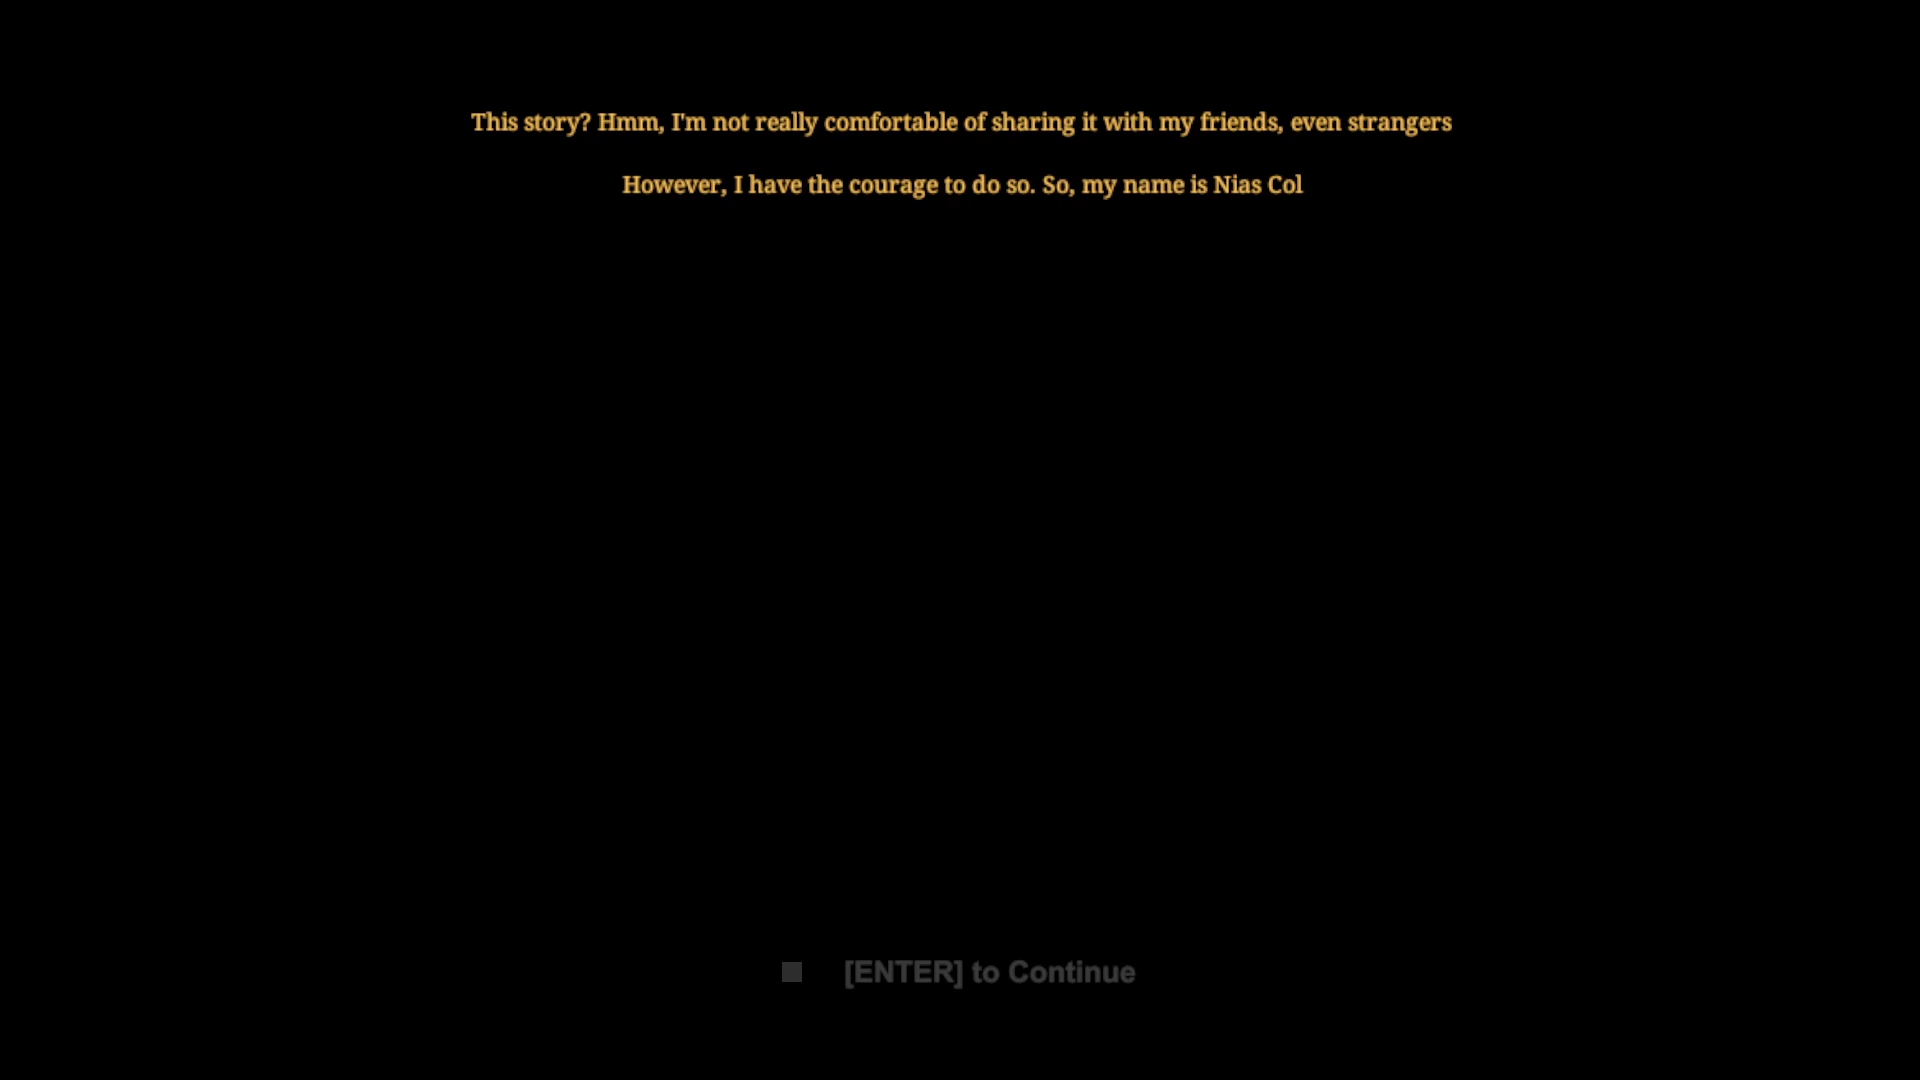 This story? Hmm, I'm not really comfortable of sharing it with my friends, even strangers
However, I have the courage to do so. So, my name is Nias Col
[ENTER] to Continue